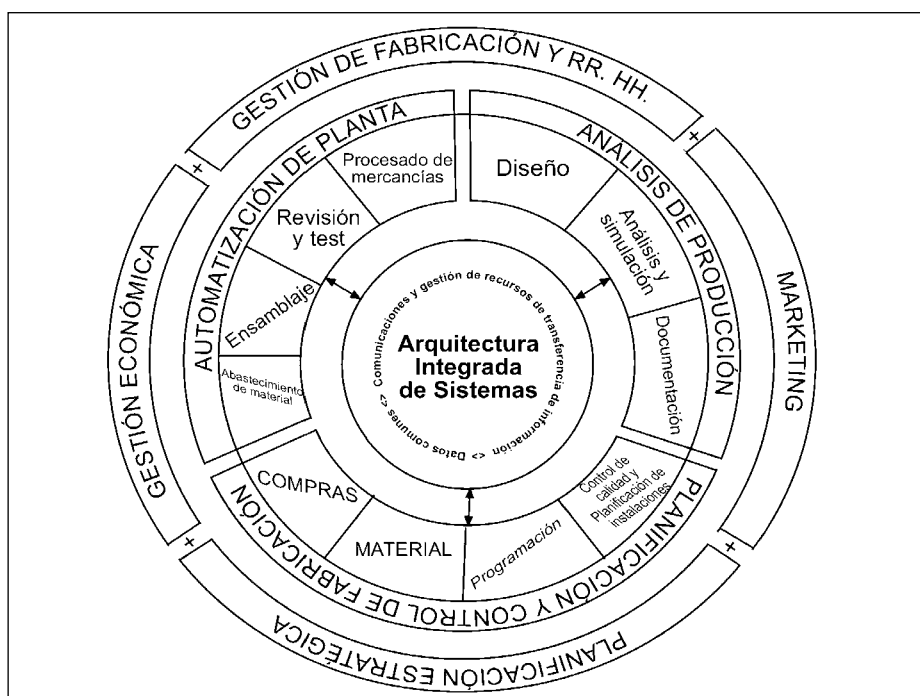 GESTIÓN DE FABRICACIÓN Y RR. HH.
+
MARKETING
+
PLANIFICACIÓN ESTRATÉGICA
+
GESTIÓN ECONÓMICA
+
AUTOMATIZACIÓN DE PLANTA
Procesado de
mercancías
Revisión
y test
Ensamblaje
Abastecimiento
de material
ANÁLISIS DE PRODUCCIÓN
Diseño
Análisis y
simulación
Documentación
PLANIFICACIÓN Y CONTROL DE FABRICACIÓN
Control de
calidad y
Planificación de
instalaciones
Programación
MATERIAL
COMPRAS
Comunicaciones y gestión de recursos de transferencia de información <> Datos comunes <>
Arquitectura
Integrada
de Sistemas